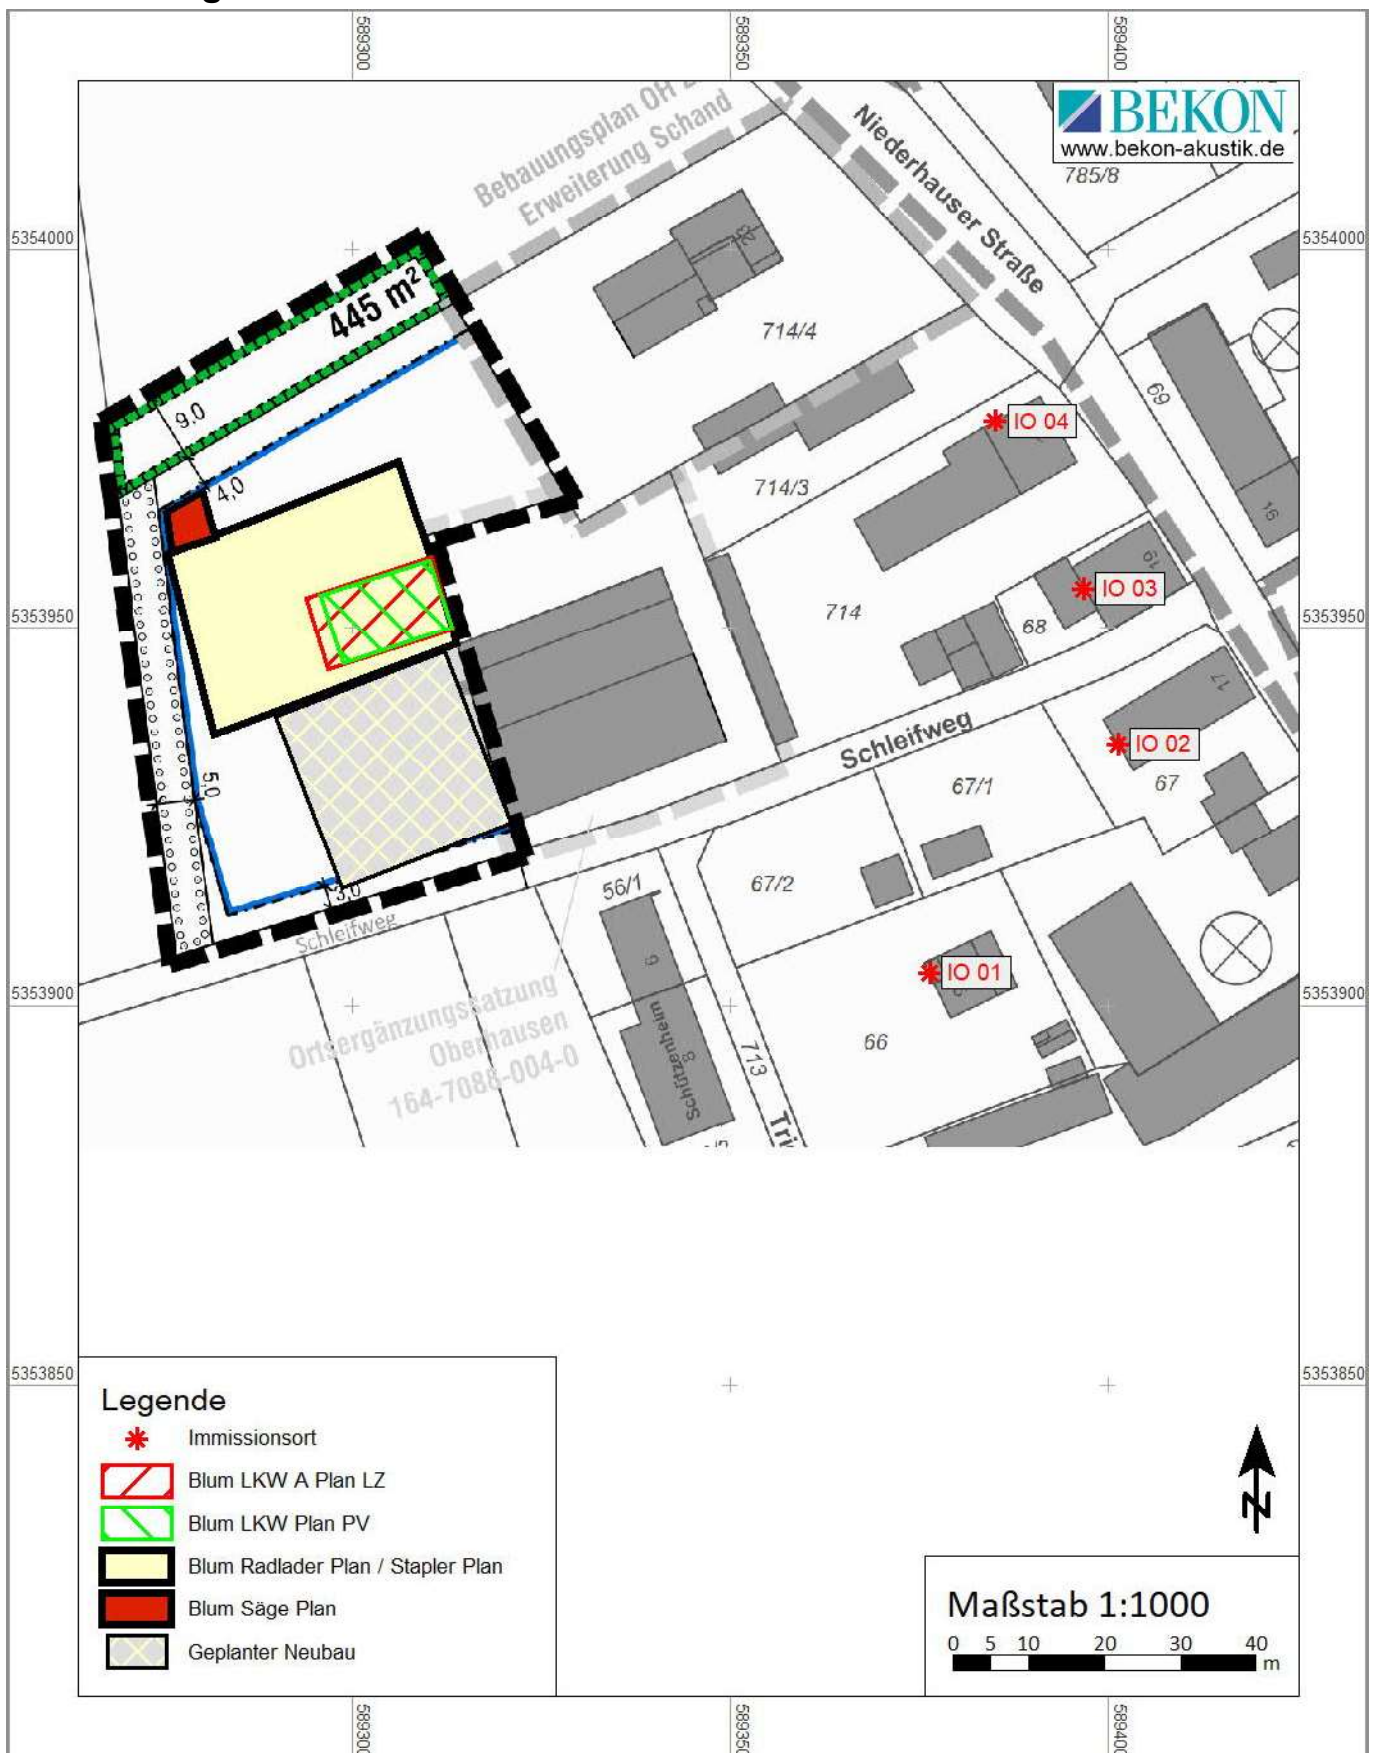 589300
589350
589400
BEKON
www.bekon-akustik.de
785/8
Bebauungsplan OH
Erweiterung Schand
Niederhauser Straße
5354000
5354000
445 m²
23
714/4
9,0
69
IO 04
4,0
714/3
16
19
IO 03
5353950
5353950
714
68
17
Schleifweg
IO 02
5,0
67/1
67
3,0
56/1
67/2
Schleifweg
6
IO 01
5353900
5353900
Ortsergänzungssatzung
Oberhausen
164-7088-004-0
Schützenheim
8
713
66
Tri
5353850
5353850
Legende
Immissionsort
Blum LKW A Plan LZ
Blum LKW Plan PV
Blum Radlader Plan / Stapler Plan
Blum Säge Plan
Geplanter Neubau
N
Maßstab 1:1000
0 5 10 20 30 40
m
589300
589350
589400